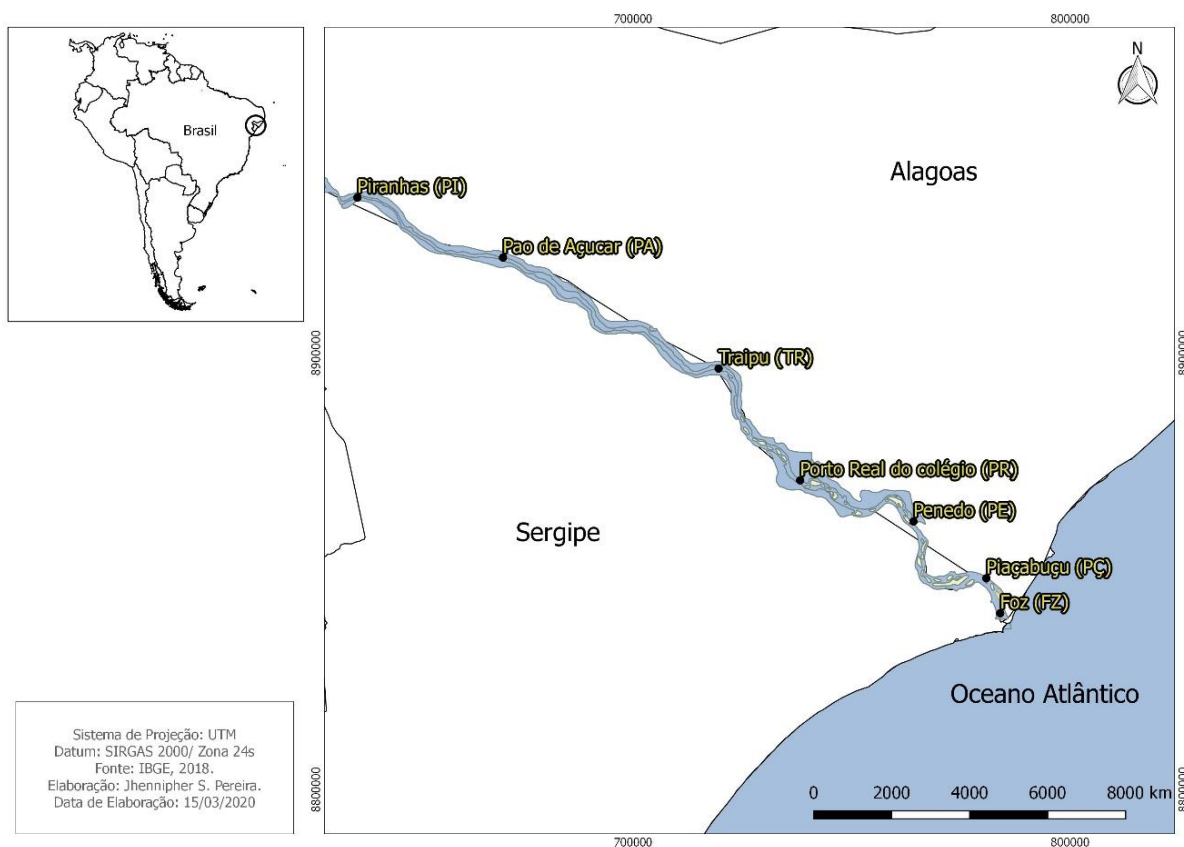 700000
800000
N
Brasil
Alagoas
Piranhas (PI)
Pao de Açucar (PA)
8900000
8900000
Traipu (TR)
Porto Real do colégio (PR)
Penedo (PE)
Sergipe
Piaçabuçu (PÇ)
Foz (FZ)
Oceano Atlântico
Sistema de Projeção: UTM
Datum: SIRGAS 2000/ Zona 24s
Fonte: IBGE, 2018.
Elaboração: Jhennipher S. Pereira.
Data de Elaboração: 15/03/2020
8800000
8800000
0 2000 4000 6000 8000 km
700000
800000